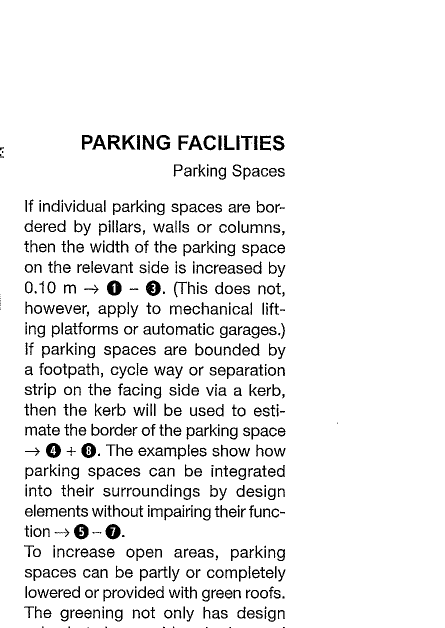 PARKING FACILITIES
Parking Spaces
If individual parking spaces are bor-
dered by pillars, walls or columns,
then the width of the parking space
on the relevant side is increased by
0.10 m → ❶ – ❸. (This does not,
however, apply to mechanical lift-
ing platforms or automatic garages.)
If parking spaces are bounded by
a footpath, cycle way or separation
strip on the facing side via a kerb,
then the kerb will be used to esti-
mate the border of the parking space
→ ❹ + ❽. The examples show how
parking spaces can be integrated
into their surroundings by design
elements without impairing their func-
tion → ❺ – ❼.
To increase open areas, parking
spaces can be partly or completely
lowered or provided with green roofs.
The greening not only has design